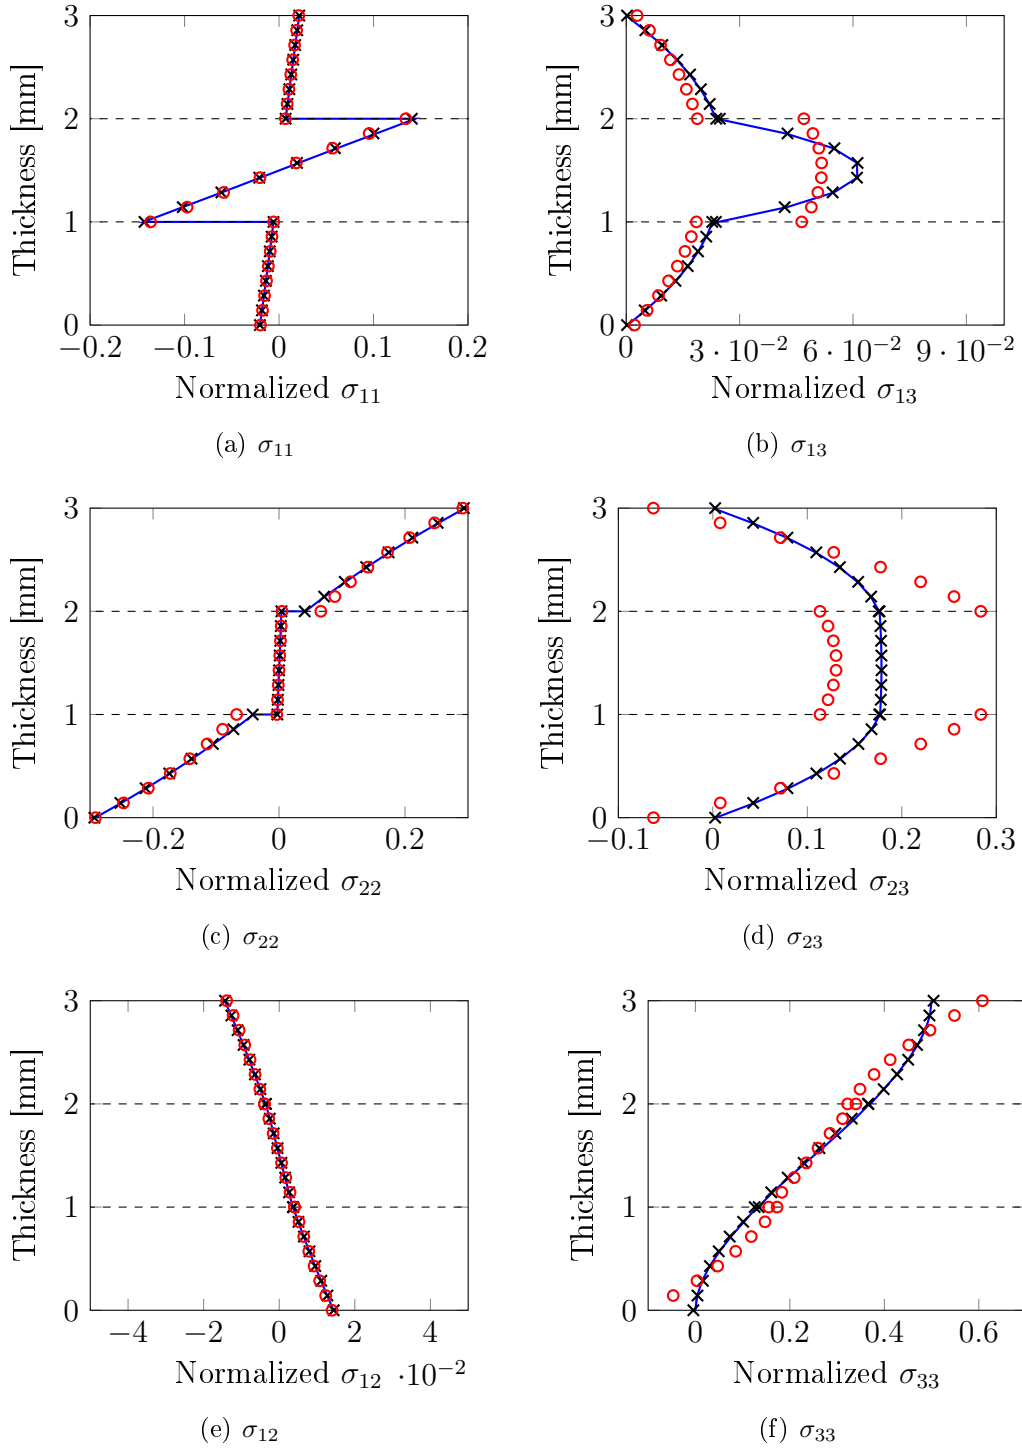 3
2
1
0
Thickness [mm]
−0.2 −0.1 0 0.1 0.2
Normalized σ11
(a) σ11
3
2
1
0
Thickness [mm]
0 3 · 10−2 6 · 10−2 9 · 10−2
Normalized σ13
(b) σ13
3
2
1
0
Thickness [mm]
−0.2 0 0.2
Normalized σ22
(c) σ22
3
2
1
0
Thickness [mm]
−0.1 0 0.1 0.2 0.3
Normalized σ23
(d) σ23
3
2
1
0
Thickness [mm]
−4 −2 0 2 4
Normalized σ12 ·10−2
(e) σ12
3
2
1
0
Thickness [mm]
0 0.2 0.4 0.6
Normalized σ33
(f) σ33